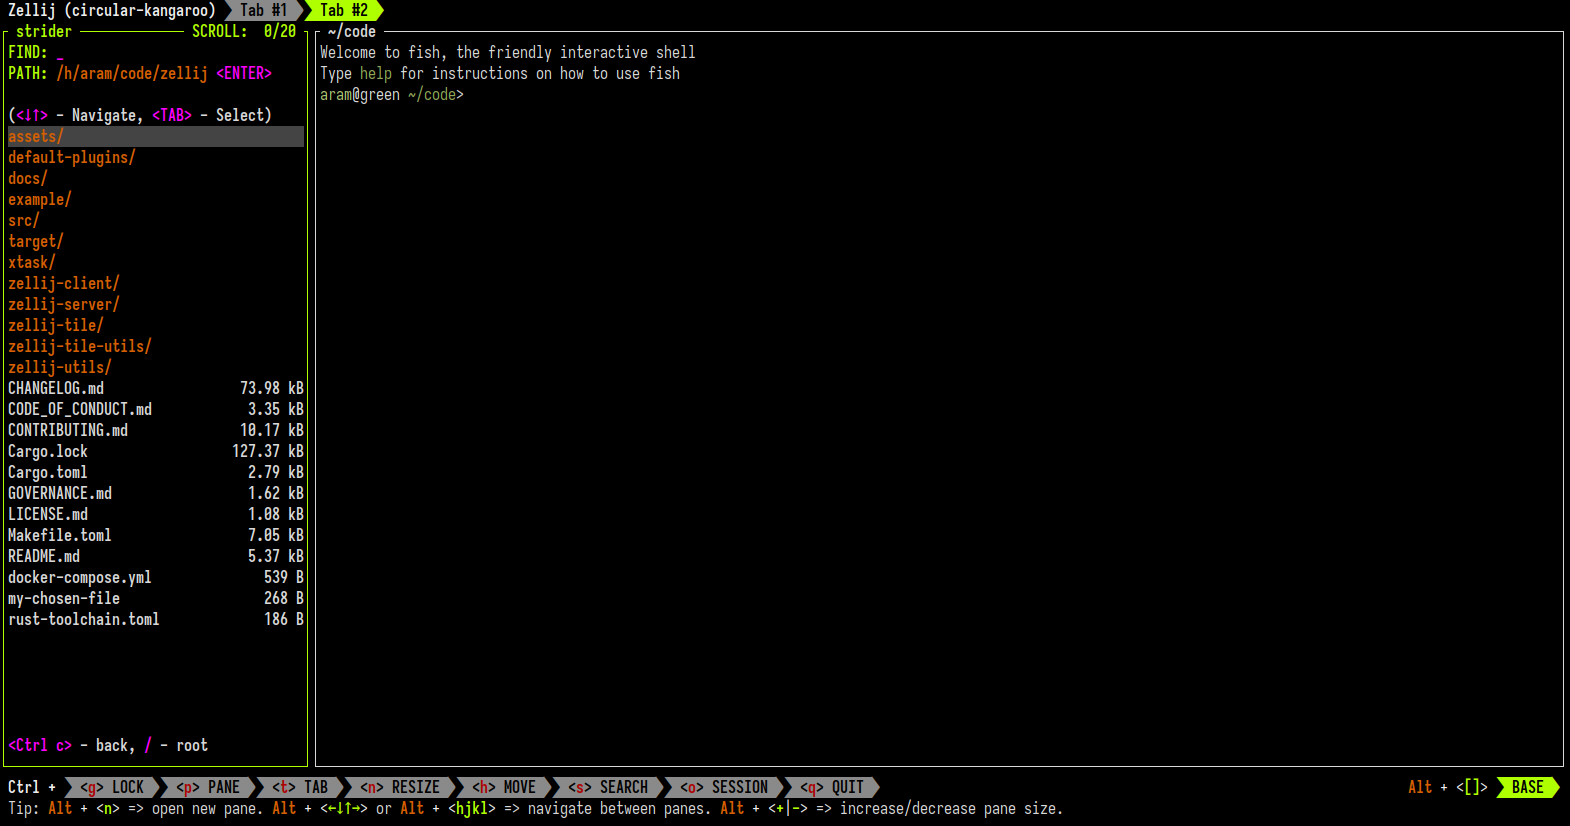 Zellij (circular-kangaroo) Tab #1 Tab #2
strider SCROLL: 0/20
FIND: _
PATH: /h/aram/code/zellij <ENTER>
(<↓↑> - Navigate, <TAB> - Select)
assets/
default-plugins/
docs/
example/
src/
target/
xtask/
zellij-client/
zellij-server/
zellij-tile/
zellij-tile-utils/
zellij-utils/
CHANGELOG.md 73.98 kB
CODE_OF_CONDUCT.md 3.35 kB
CONTRIBUTING.md 10.17 kB
Cargo.lock 127.37 kB
Cargo.toml 2.79 kB
GOVERNANCE.md 1.62 kB
LICENSE.md 1.08 kB
Makefile.toml 7.05 kB
README.md 5.37 kB
docker-compose.yml 539 B
my-chosen-file 268 B
rust-toolchain.toml 186 B
<Ctrl c> - back, / - root
~/code
Welcome to fish, the friendly interactive shell
Type help for instructions on how to use fish
aram@green ~/code>
Ctrl + <g> LOCK <p> PANE <t> TAB <n> RESIZE <h> MOVE <s> SEARCH <o> SESSION <q> QUIT Alt + <[]> BASE
Tip: Alt + <n> => open new pane. Alt + <←↓↑→> or Alt + <hjkl> => navigate between panes. Alt + <+|-> => increase/decrease pane size.